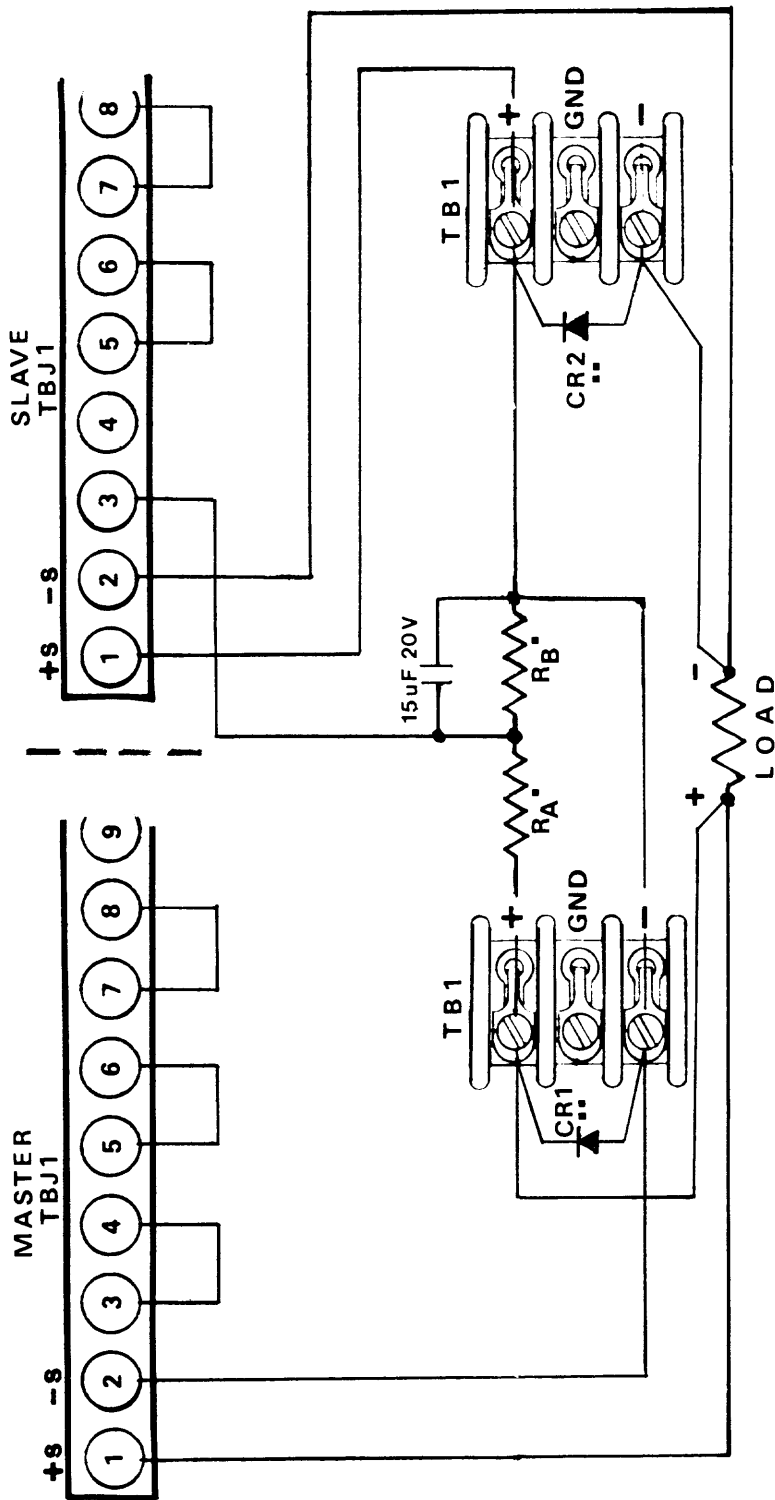 MASTER
TBJ1
+S -S
1 2 3 4 5 6 7 8 9
SLAVE
TBJ1
+S -S
1 2 3 4 5 6 7 8
15uF 20V
TB1
+
GND
-
CR1
**
RA*
RB*
TB1
+
GND
-
CR2
**
+ -
LOAD